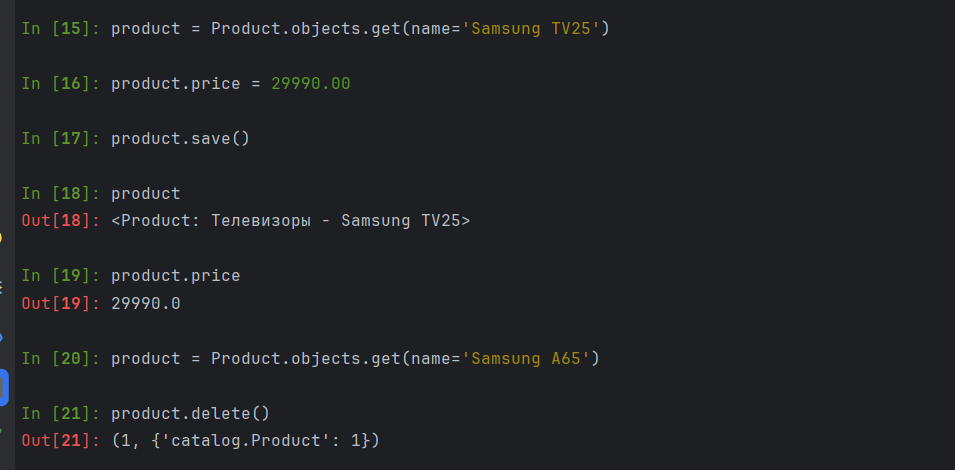 In [15]: product = Product.objects.get(name='Samsung TV25')
In [16]: product.price = 29990.00
In [17]: product.save()
In [18]: product
Out[18]: <Product: Телевизоры - Samsung TV25>
In [19]: product.price
Out[19]: 29990.0
In [20]: product = Product.objects.get(name='Samsung A65')
In [21]: product.delete()
Out[21]: (1, {'catalog.Product': 1})